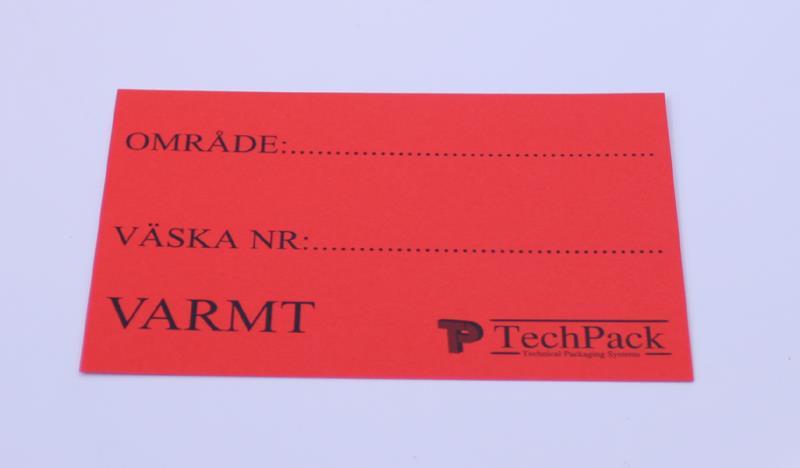 OMRÅDE:..................................................
VÄSKA NR:................................................
VARMT
TP TechPack
Technical Packaging Systems